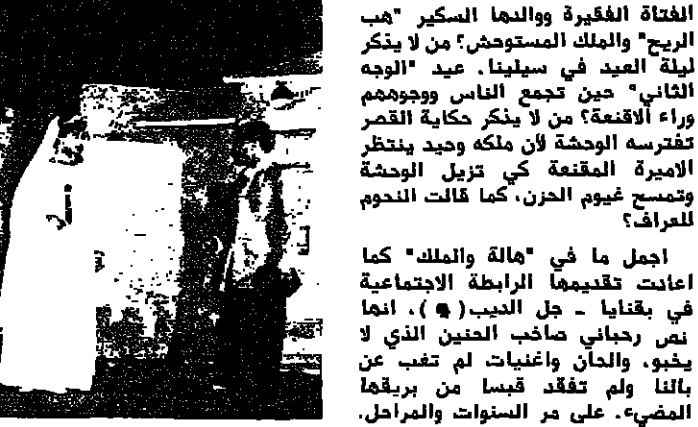 الفتاة الفقيرة ووالدها السكير "هب
الريح" والملك المستوحش؟ من لا يذكر
ليلة العيد في سيلينا. عيد "الوجه
الثاني" حين تجمع الناس ووجوههم
وراء الاقنعة؟ من لا يذكر حكاية القصر
تفترسه الوحشة لأن ملكه وحيد ينتظر
الاميرة المقنعة كي تزيل الوحشة
وتمسح غيوم الحزن، كما قالت النجوم
للعراف؟
اجمل ما في "هالة والملك" كما
اعادت تقديمها الرابطة الاجتماعية
في بقنايا ـ جل الديب (*)، انها
نص رحباني صاخب الحنين الذي لا
يخبو، والحان واغنيات لم تغب عن
بالنا ولم تفقد قبسا من بريقها
المضيء، على مر السنوات والمراحل.